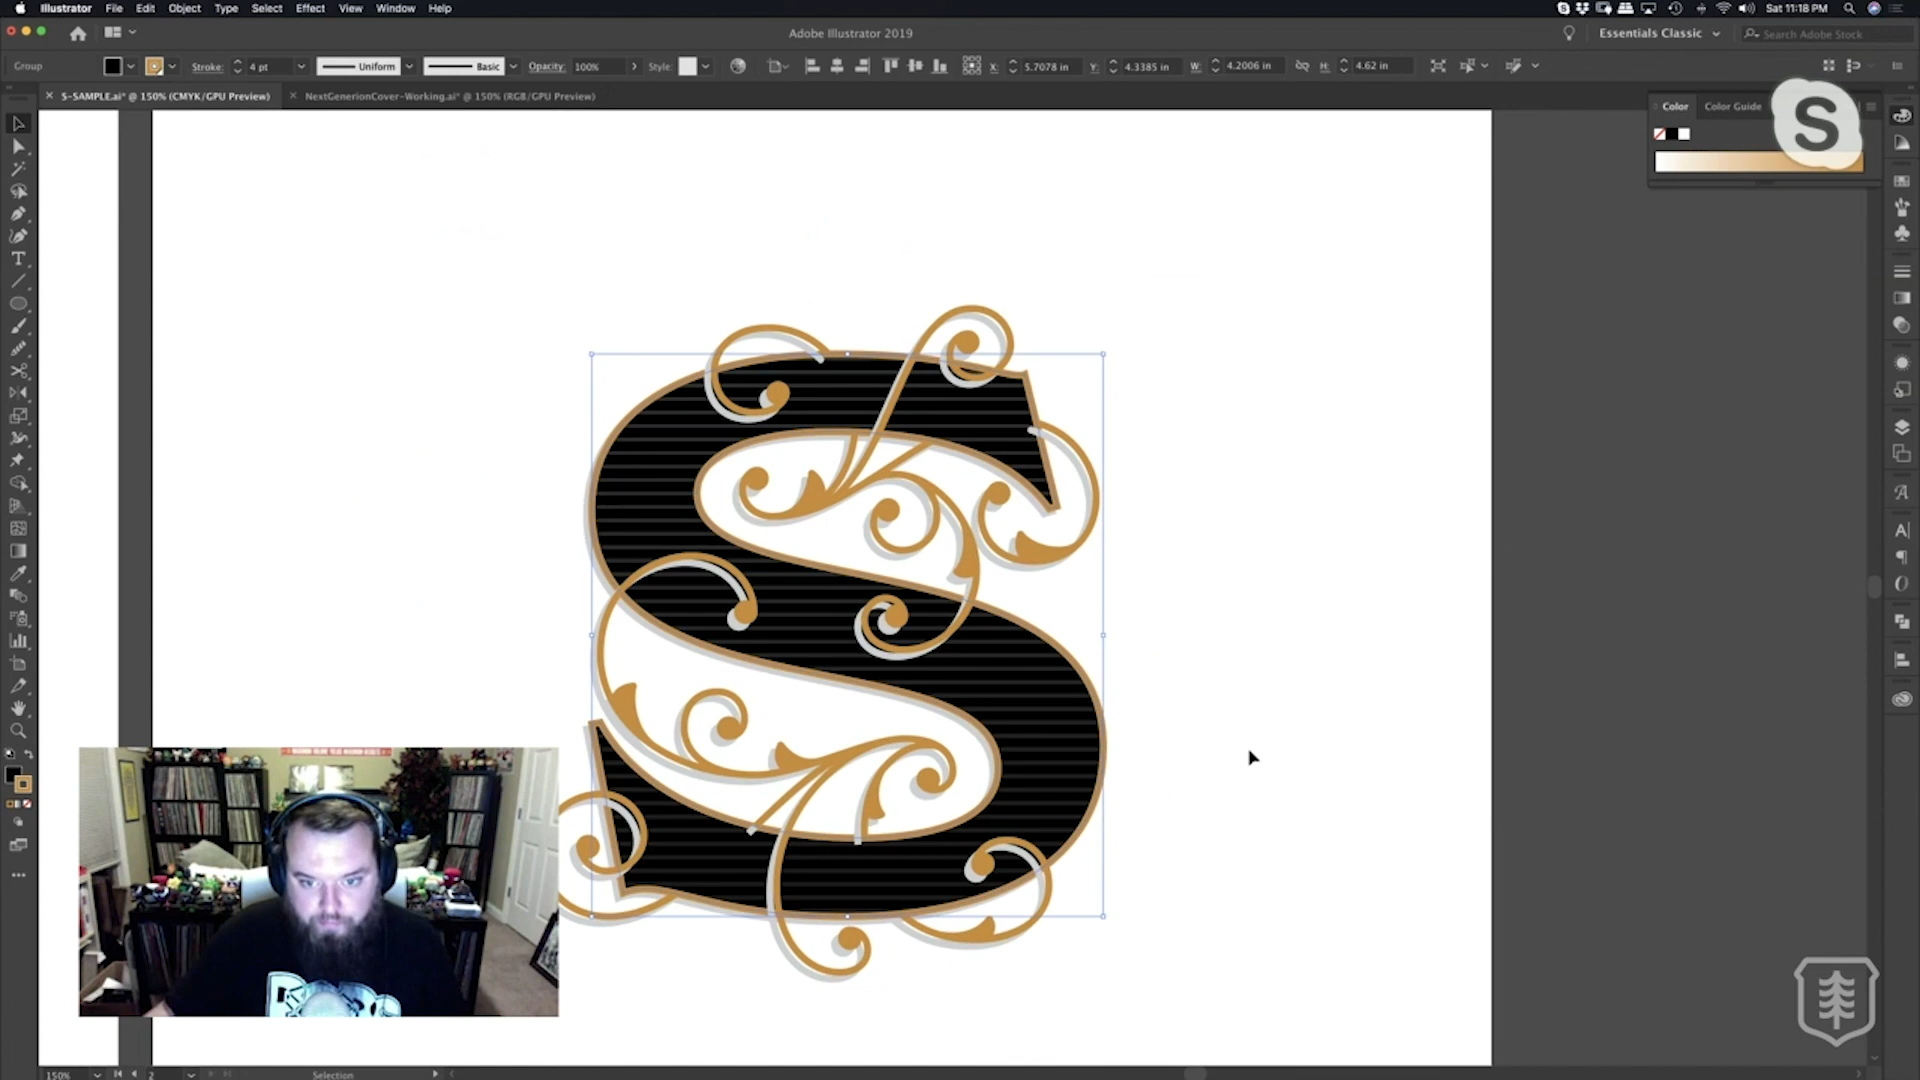 Illustrator File Edit Object Type Select Effect View Window Help
Sat 11:18 PM
Adobe Illustrator 2019
Essentials Classic
Search Adobe Stock
Group
Stroke: 4 pt
Uniform
Basic
Opacity: 100%
Style:
X: 5.7078 in
Y: 4.3385 in
W: 4.2006 in
H: 4.62 in
S-SAMPLE.ai* @ 150% (CMYK/GPU Preview)
NextGenerionCover-Working.ai* @ 150% (RGB/GPU Preview)
Color
Color Guide
S
S
150%
2
Selection